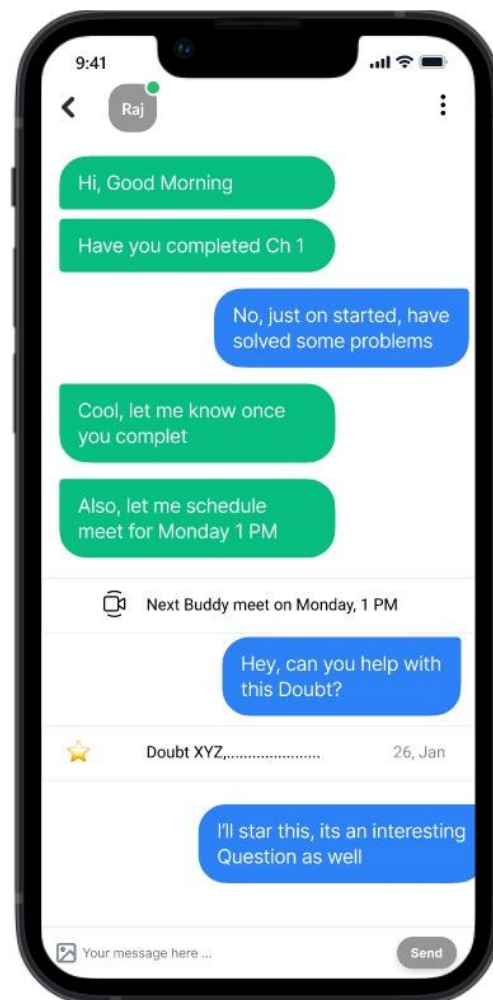 9:41
Raj
Hi, Good Morning
Have you completed Ch 1
No, just on started, have
solved some problems
Cool, let me know once
you complet
Also, let me schedule
meet for Monday 1 PM
Next Buddy meet on Monday, 1 PM
Hey, can you help with
this Doubt?
Doubt XYZ,..................... 26, Jan
I'll star this, its an interesting
Question as well
Your message here ... Send